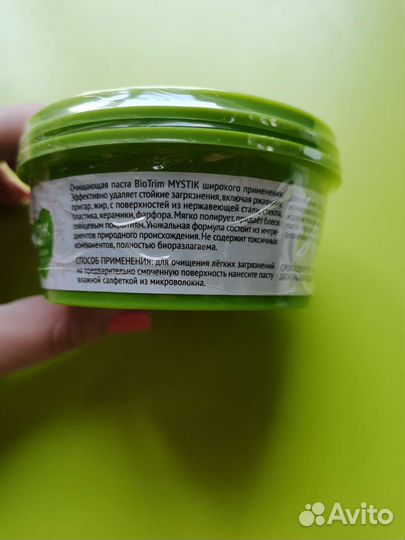 Очищающая паста BioTrim MYSTIK широкого применения.
Эффективно удаляет стойкие загрязнения, включая ржавчину,
пригар, жир, с поверхностей из нержавеющей стали, стекла,
пластика, керамики, фарфора. Мягко полирует, придаёт блеск
глянцевым покрытиям. Уникальная формула состоит из ингре-
диентов природного происхождения. Не содержит токсичных
компонентов, полностью биоразлагаема.
СПОСОБ ПРИМЕНЕНИЯ: для очищения лёгких загрязнений
на предварительно смоченную поверхность нанесите пасту
влажной салфеткой из микроволокна.
Avito